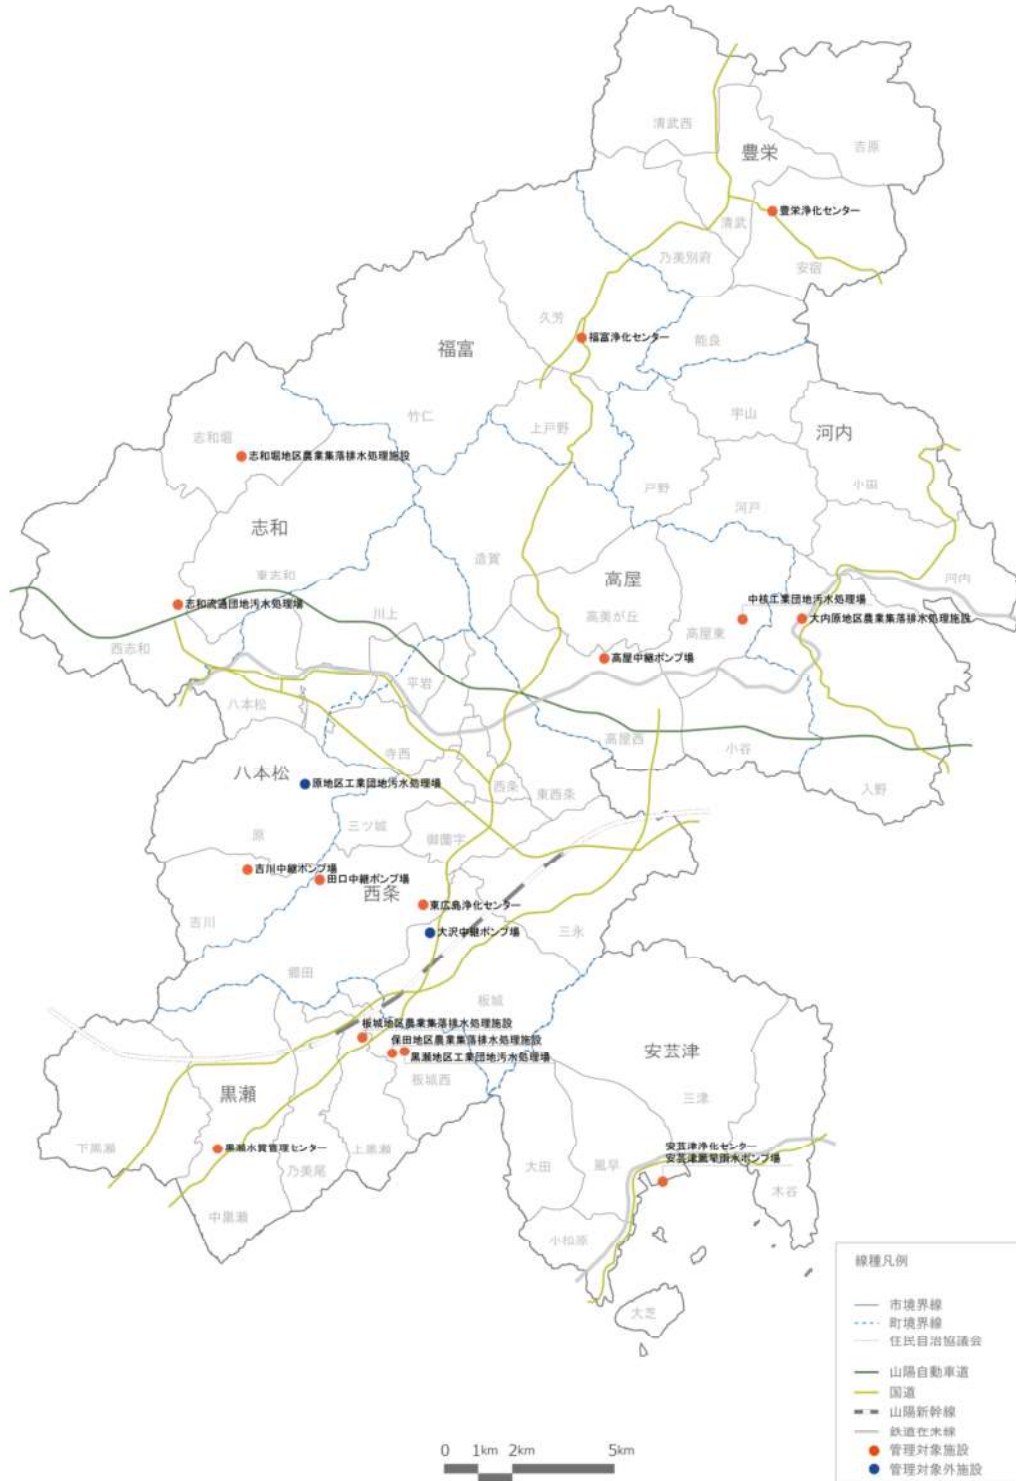 清武西
豊栄
吉原
豊栄浄化センター
清武
乃美別府
安宿
久芳
福富浄化センター
能良
福富
竹仁
上戸野
宇山
河内
志和堀
志和堀地区農業集落排水処理施設
戸野
小田
河戸
志和
造賀
東志和
高屋
河内
中核工業団地汚水処理場
志和流通団地汚水処理場
川上
高美が丘
高屋東
大内原地区農業集落排水処理施設
西志和
高屋中継ポンプ場
平岩
八本松
高屋西
小谷
寺西
八本松
原地区工業団地汚水処理場
西条
東西条
入野
三ツ城
御薗宇
原
吉川中継ポンプ場
田口中継ポンプ場
西条
東広島浄化センター
吉川
大沢中継ポンプ場
三永
郷田
板城
板城地区農業集落排水処理施設
保田地区農業集落排水処理施設
黒瀬地区工業団地汚水処理場
安芸津
板城西
黒瀬
三津
下黒瀬
黒瀬水質管理センター
上黒瀬
乃美尾
安芸津浄化センター
安芸津風早雨水ポンプ場
大田
風早
木谷
中黒瀬
小松原
大芝
線種凡例
市境界線
町境界線
住民自治協議会
山陽自動車道
国道
山陽新幹線
鉄道在来線
管理対象施設
管理対象外施設
0 1km 2km 5km